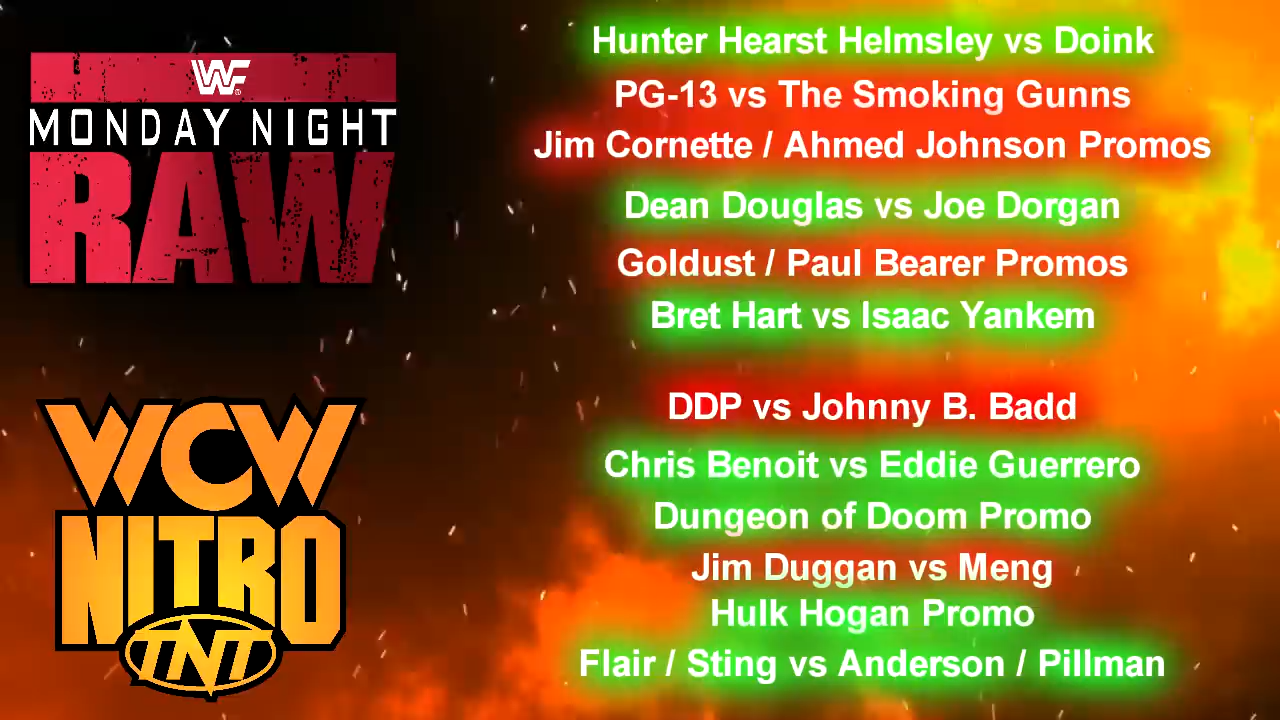 WF
MONDAY NIGHT
RAW
Hunter Hearst Helmsley vs Doink
PG-13 vs The Smoking Gunns
Jim Cornette / Ahmed Johnson Promos
Dean Douglas vs Joe Dorgan
Goldust / Paul Bearer Promos
Bret Hart vs Isaac Yankem
WCW
NITRO
TNT
DDP vs Johnny B. Badd
Chris Benoit vs Eddie Guerrero
Dungeon of Doom Promo
Jim Duggan vs Meng
Hulk Hogan Promo
Flair / Sting vs Anderson / Pillman